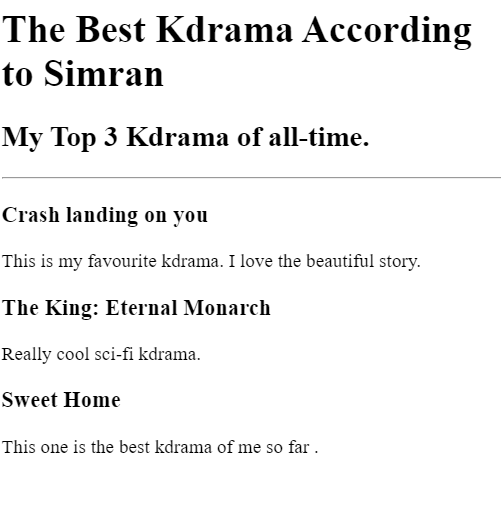 The Best Kdrama According
to Simran
My Top 3 Kdrama of all-time.
Crash landing on you
This is my favourite kdrama. I love the beautiful story.
The King: Eternal Monarch
Really cool sci-fi kdrama.
Sweet Home
This one is the best kdrama of me so far .